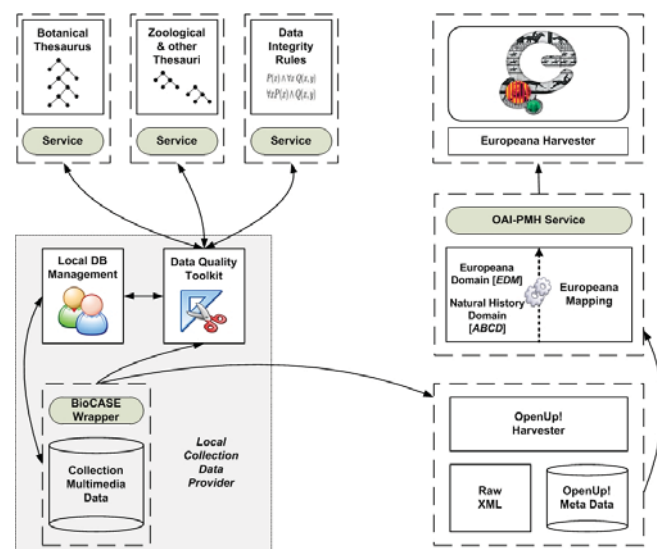 Botanical
Thesaurus
Service
Zoological
& other
Thesauri
Service
Data
Integrity
Rules
P(x)∧∀x Q(x,y)
∀xP(x)∧Q(x,y)
Service
Europeana Harvester
OAI-PMH Service
Europeana
Domain [EDM]
Natural History
Domain
[ABCD]
Europeana
Mapping
Local DB
Management
Data Quality
Toolkit
BioCASE
Wrapper
Collection
Multimedia
Data
Local
Collection
Data
Provider
OpenUp!
Harvester
Raw
XML
OpenUp!
Meta Data